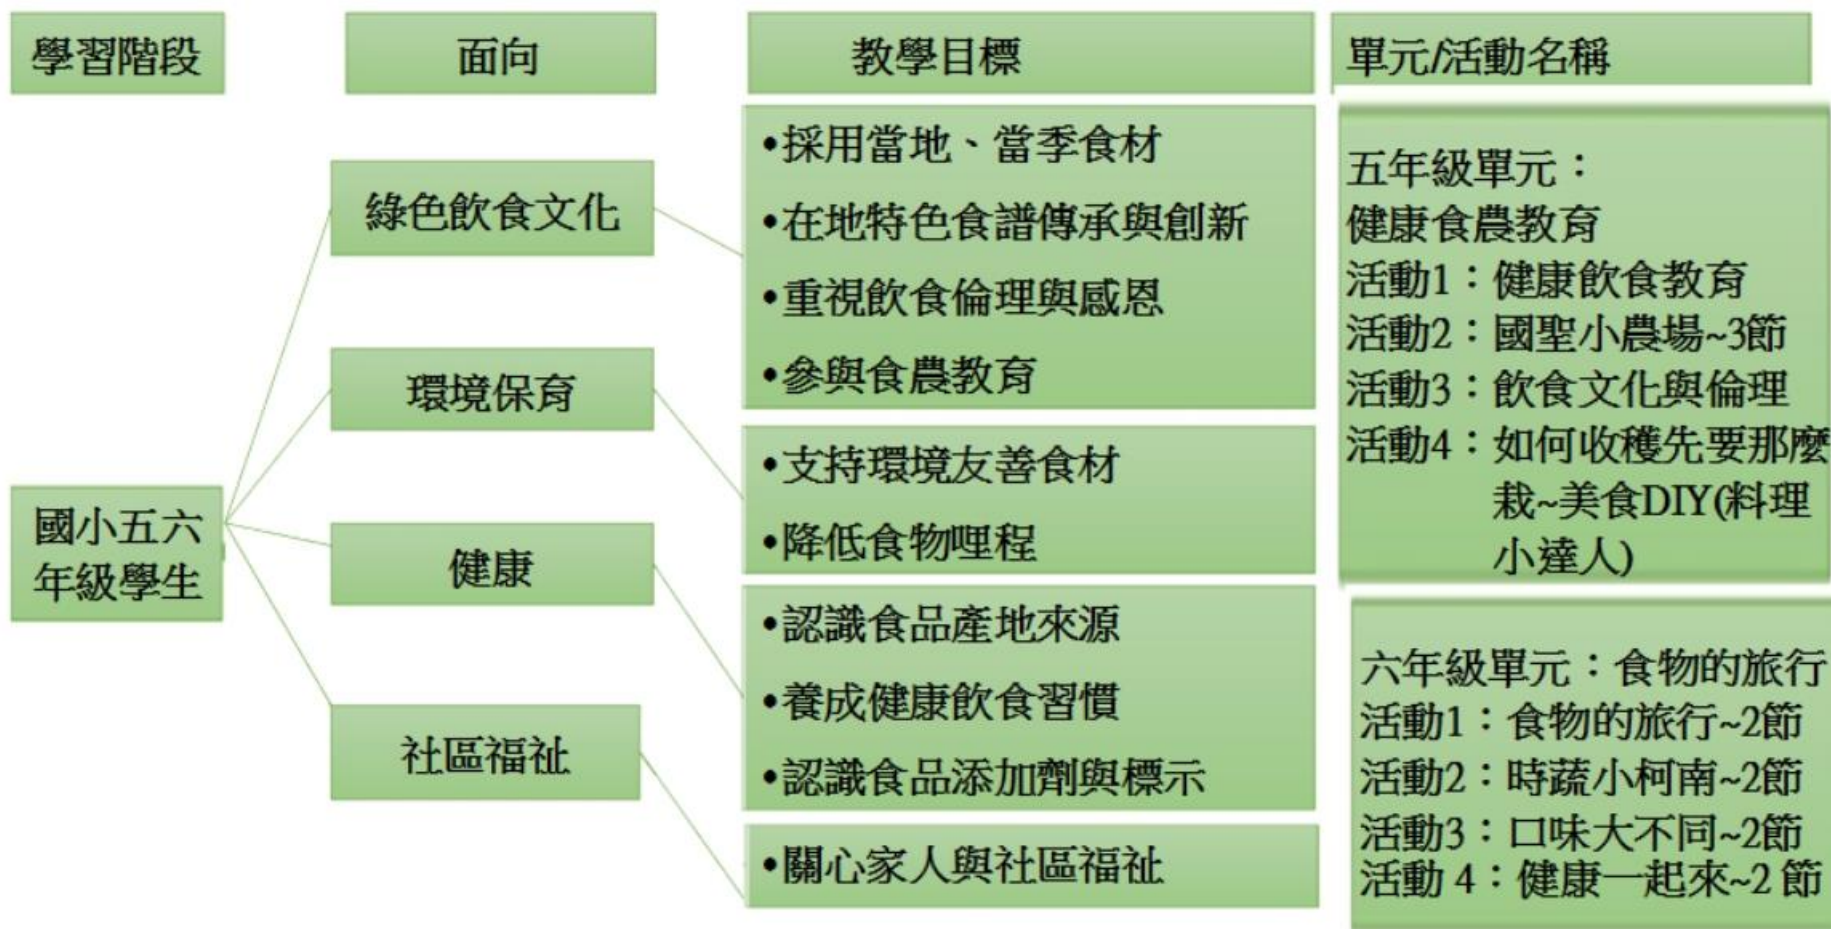 學習階段
面向
教學目標
單元/活動名稱
國小五六
年級學生
綠色飲食文化
環境保育
健康
社區福祉
•採用當地、當季食材
•在地特色食譜傳承與創新
•重視飲食倫理與感恩
•參與食農教育
•支持環境友善食材
•降低食物哩程
•認識食品產地來源
•養成健康飲食習慣
•認識食品添加劑與標示
•關心家人與社區福祉
五年級單元：
健康食農教育
活動1：健康飲食教育
活動2：國聖小農場~3節
活動3：飲食文化與倫理
活動4：如何收穫先要那麼
栽~美食DIY(料理
小達人)
六年級單元：食物的旅行
活動1：食物的旅行~2節
活動2：時蔬小柯南~2節
活動3：口味大不同~2節
活動 4：健康一起來~2 節